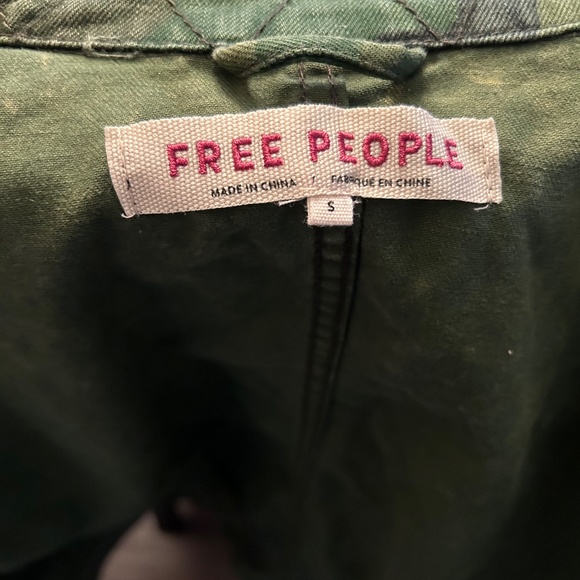 FREE PEOPLE
MADE IN CHINA / FABRIQUE EN CHINE
S